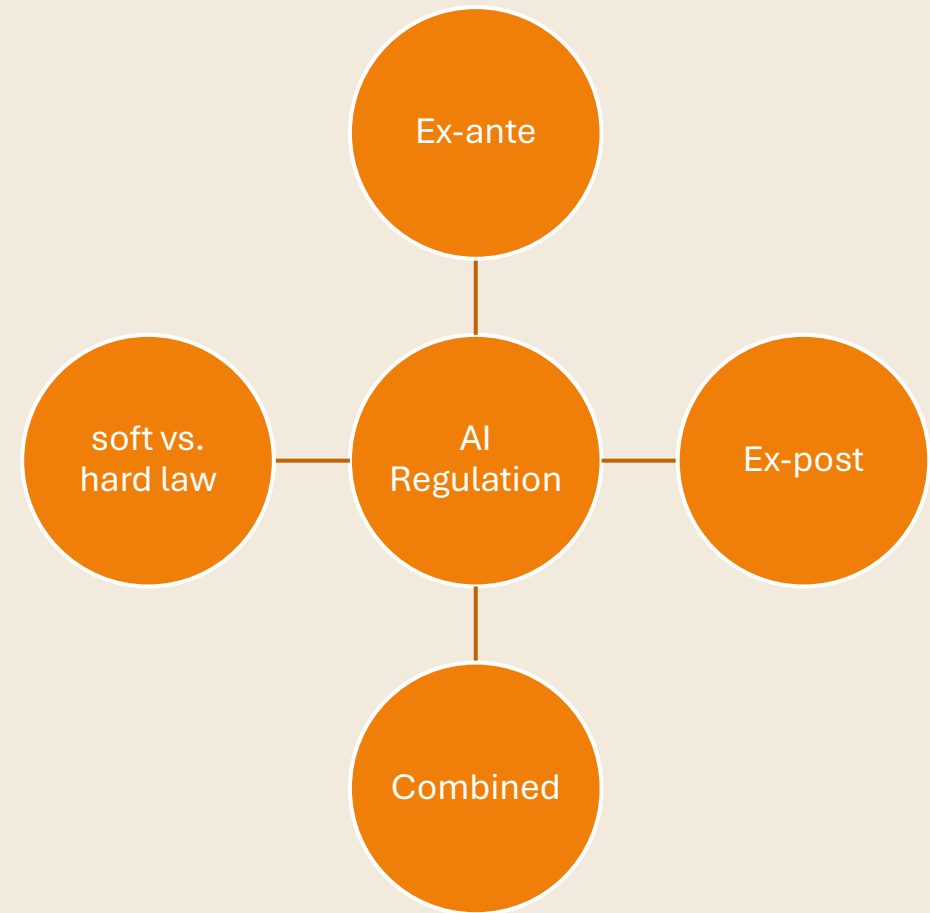 Ex-ante
soft vs.
hard law
AI
Regulation
Ex-post
Combined